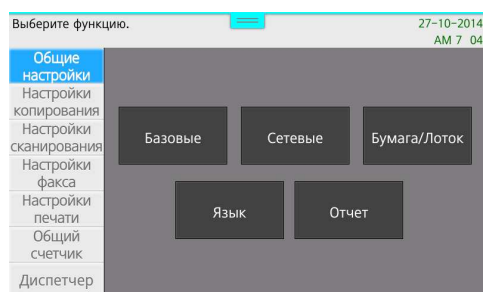 Выберите функцию.
27-10-2014
AM 7 04
Общие
настройки
Настройки
копирования
Настройки
сканирования
Настройки
факса
Настройки
печати
Общий
счетчик
Диспетчер
Базовые
Сетевые
Бумага/Лоток
Язык
Отчет